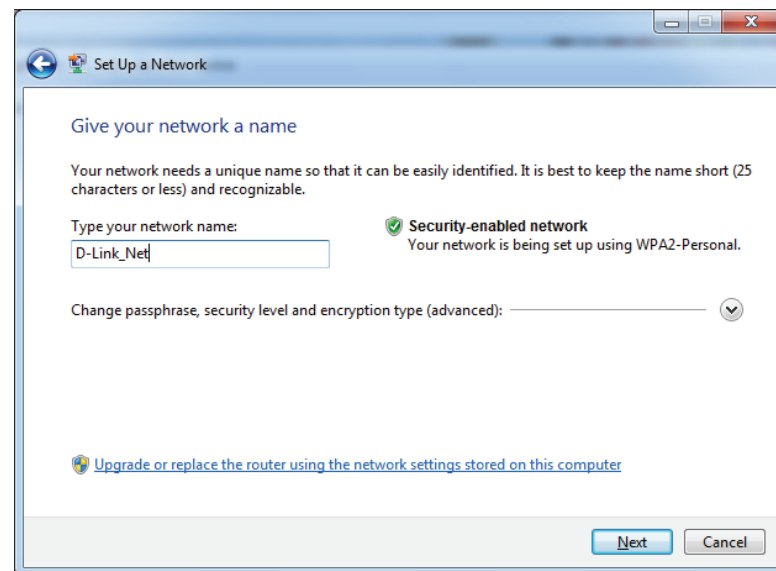 Set Up a Network
Give your network a name
Your network needs a unique name so that it can be easily identified. It is best to keep the name short (25
characters or less) and recognizable.
Type your network name:
D-Link_Net
Security-enabled network
Your network is being set up using WPA2-Personal.
Change passphrase, security level and encryption type (advanced):
Upgrade or replace the router using the network settings stored on this computer
Next
Cancel